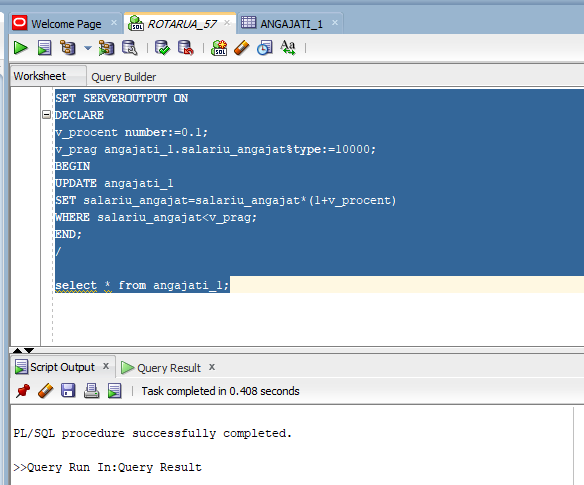 Welcome Page
ROTARUA_57
ANGAJATI_1
Worksheet
Query Builder
SET SERVEROUTPUT ON
DECLARE
v_procent number:=0.1;
v_prag angajati_1.salariu_angajat%type:=10000;
BEGIN
UPDATE angajati_1
SET salariu_angajat=salariu_angajat*(1+v_procent)
WHERE salariu_angajat<v_prag;
END;
/
select * from angajati_1;
Script Output
Query Result
Task completed in 0.408 seconds
PL/SQL procedure successfully completed.
>>Query Run In:Query Result